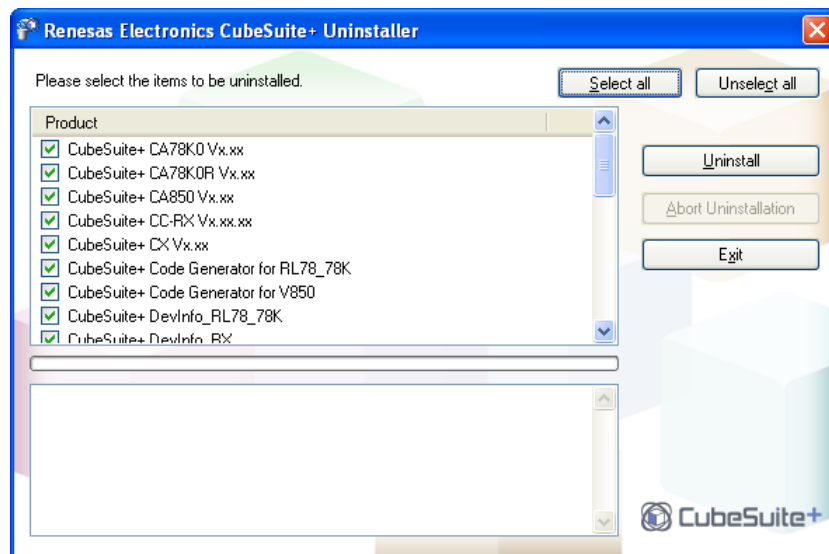 Renesas Electronics CubeSuite+ Uninstaller
Please select the items to be uninstalled.
Select all
Unselect all
Product
CubeSuite+ CA78K0 Vx.xx
CubeSuite+ CA78K0R Vx.xx
CubeSuite+ CA850 Vx.xx
CubeSuite+ CC-RX Vx.xx.xx
CubeSuite+ CX Vx.xx
CubeSuite+ Code Generator for RL78_78K
CubeSuite+ Code Generator for V850
CubeSuite+ DevInfo_RL78_78K
CubeSuite+ DevInfo_RX
Uninstall
Abort Uninstallation
Exit
CubeSuite+